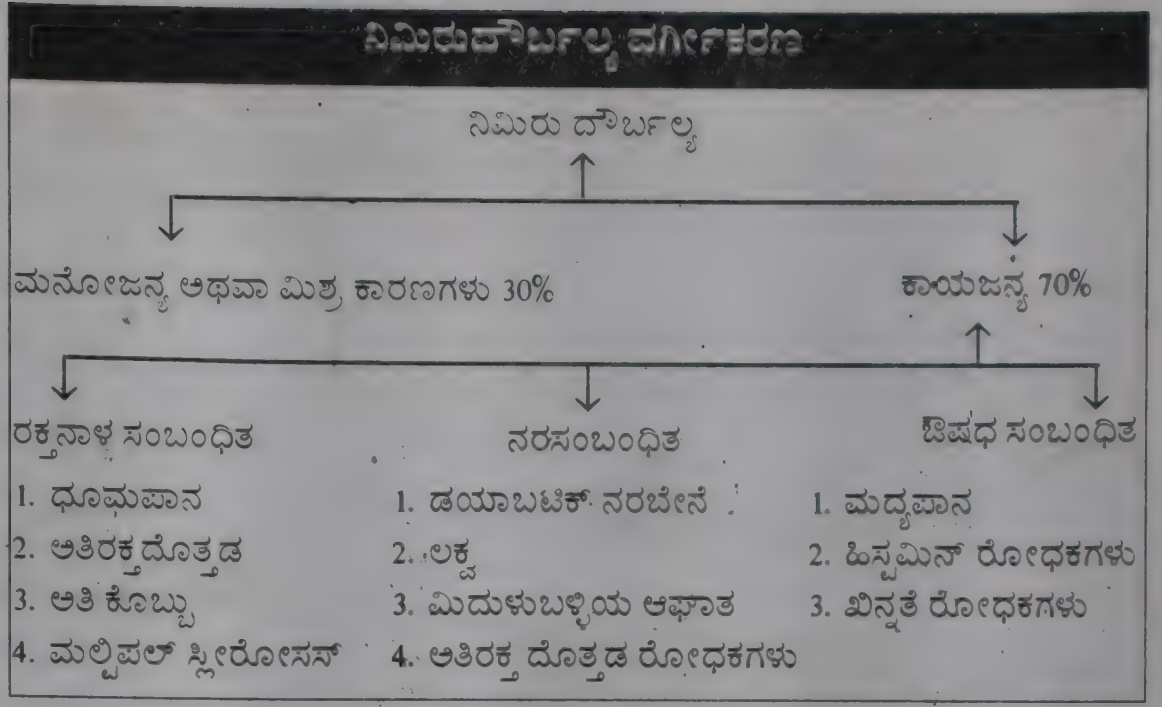 ನಿಮಿರುದೌರ್ಬಲ್ಯ ವರ್ಗೀಕರಣ
ನಿಮಿರು ದೌರ್ಬಲ್ಯ
ಮನೋಜನ್ಯ ಅಥವಾ ಮಿಶ್ರ ಕಾರಣಗಳು 30%
ಕಾಯಜನ್ಯ 70%
ರಕ್ತನಾಳ ಸಂಬಂಧಿತ
1. ಧೂಮಪಾನ
2. ಅತಿರಕ್ತದೊತ್ತಡ
3. ಅತಿ ಕೊಬ್ಬು
4. ಮಲ್ಟಿಪಲ್ ಸ್ಲೀರೋಸಸ್
ನರಸಂಬಂಧಿತ
1. ಡಯಾಬಟಿಕ್ ನರಬೇನೆ
2. ಲಕ್ವ
3. ಮಿದುಳುಬಳ್ಳಿಯ ಆಘಾತ
4. ಅತಿರಕ್ತ ದೊತ್ತಡ ರೋಧಕಗಳು
ಔಷಧ ಸಂಬಂಧಿತ
1. ಮದ್ಯಪಾನ
2. ಹಿಸ್ಟಮಿನ್ ರೋಧಕಗಳು
3. ಖಿನ್ನತೆ ರೋಧಕಗಳು